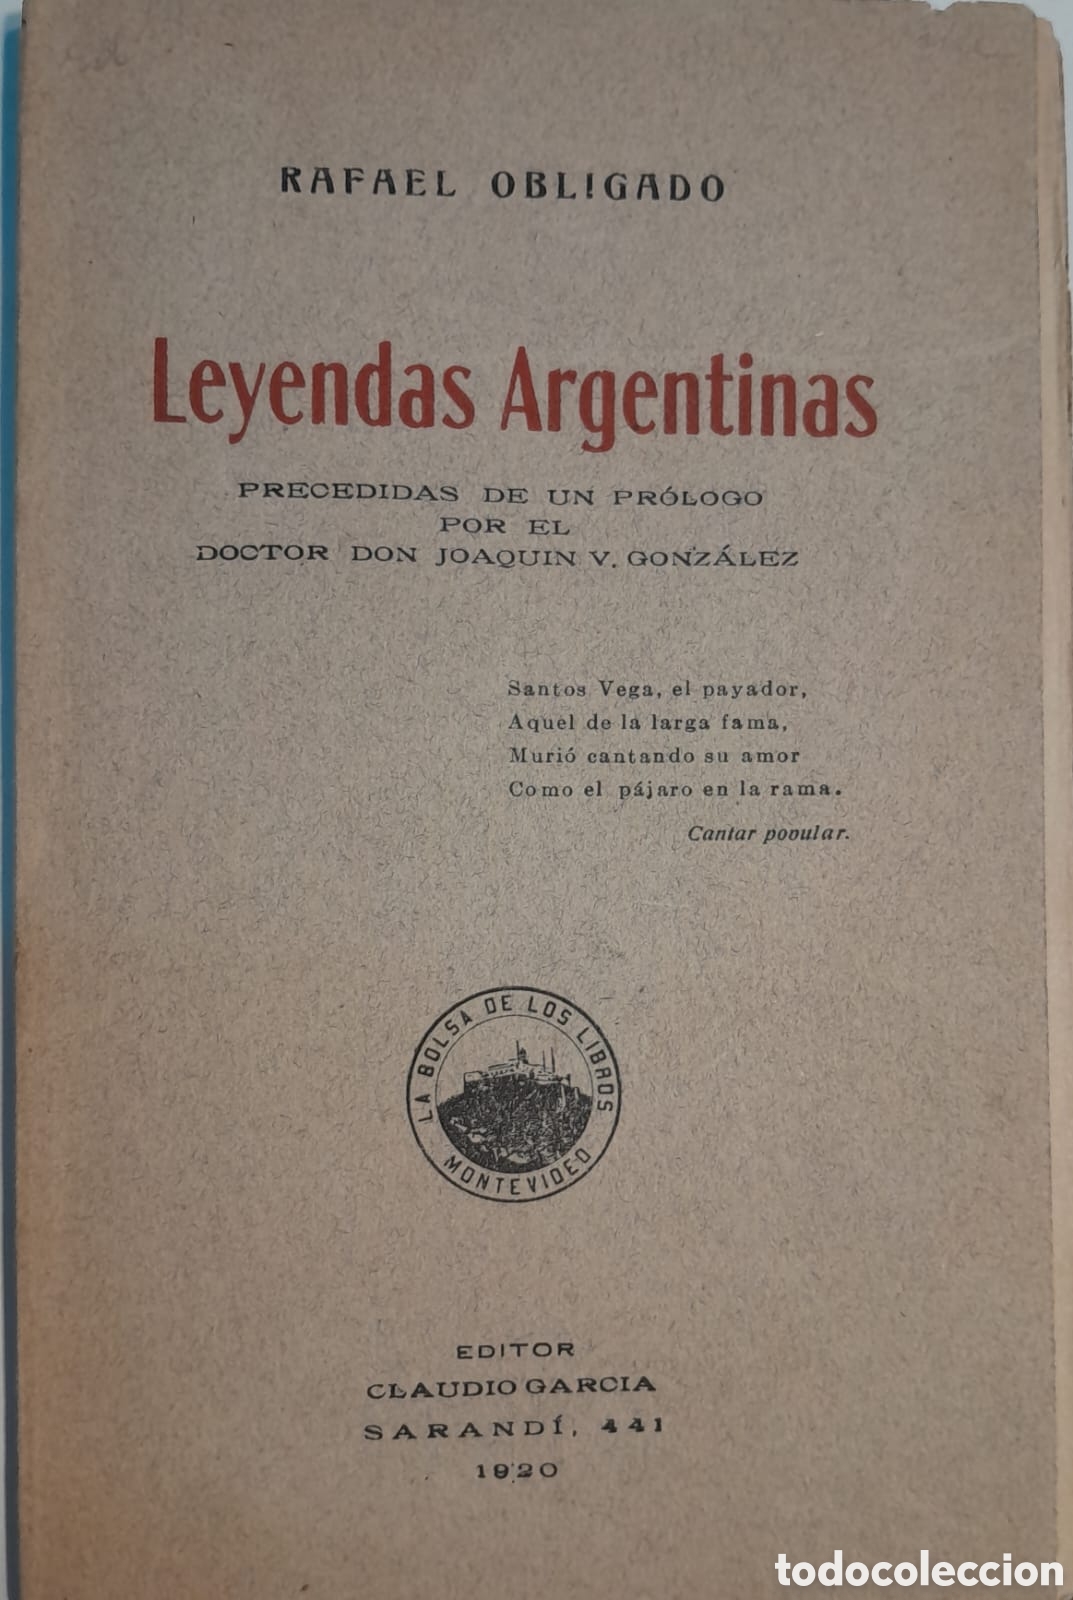 RAFAEL OBLIGADO
Leyendas Argentinas
PRECEDIDAS DE UN PRÓLOGO
POR EL
DOCTOR DON JOAQUIN V. GONZÁLEZ
Santos Vega, el payador,
Aquel de la larga fama,
Murió cantando su amor
Como el pájaro en la rama.
Cantar popular.
LA BOLSA DE LOS LIBROS
MONTEVIDEO
EDITOR
CLAUDIO GARCIA
SARANDÍ, 441
1920
todocoleccion